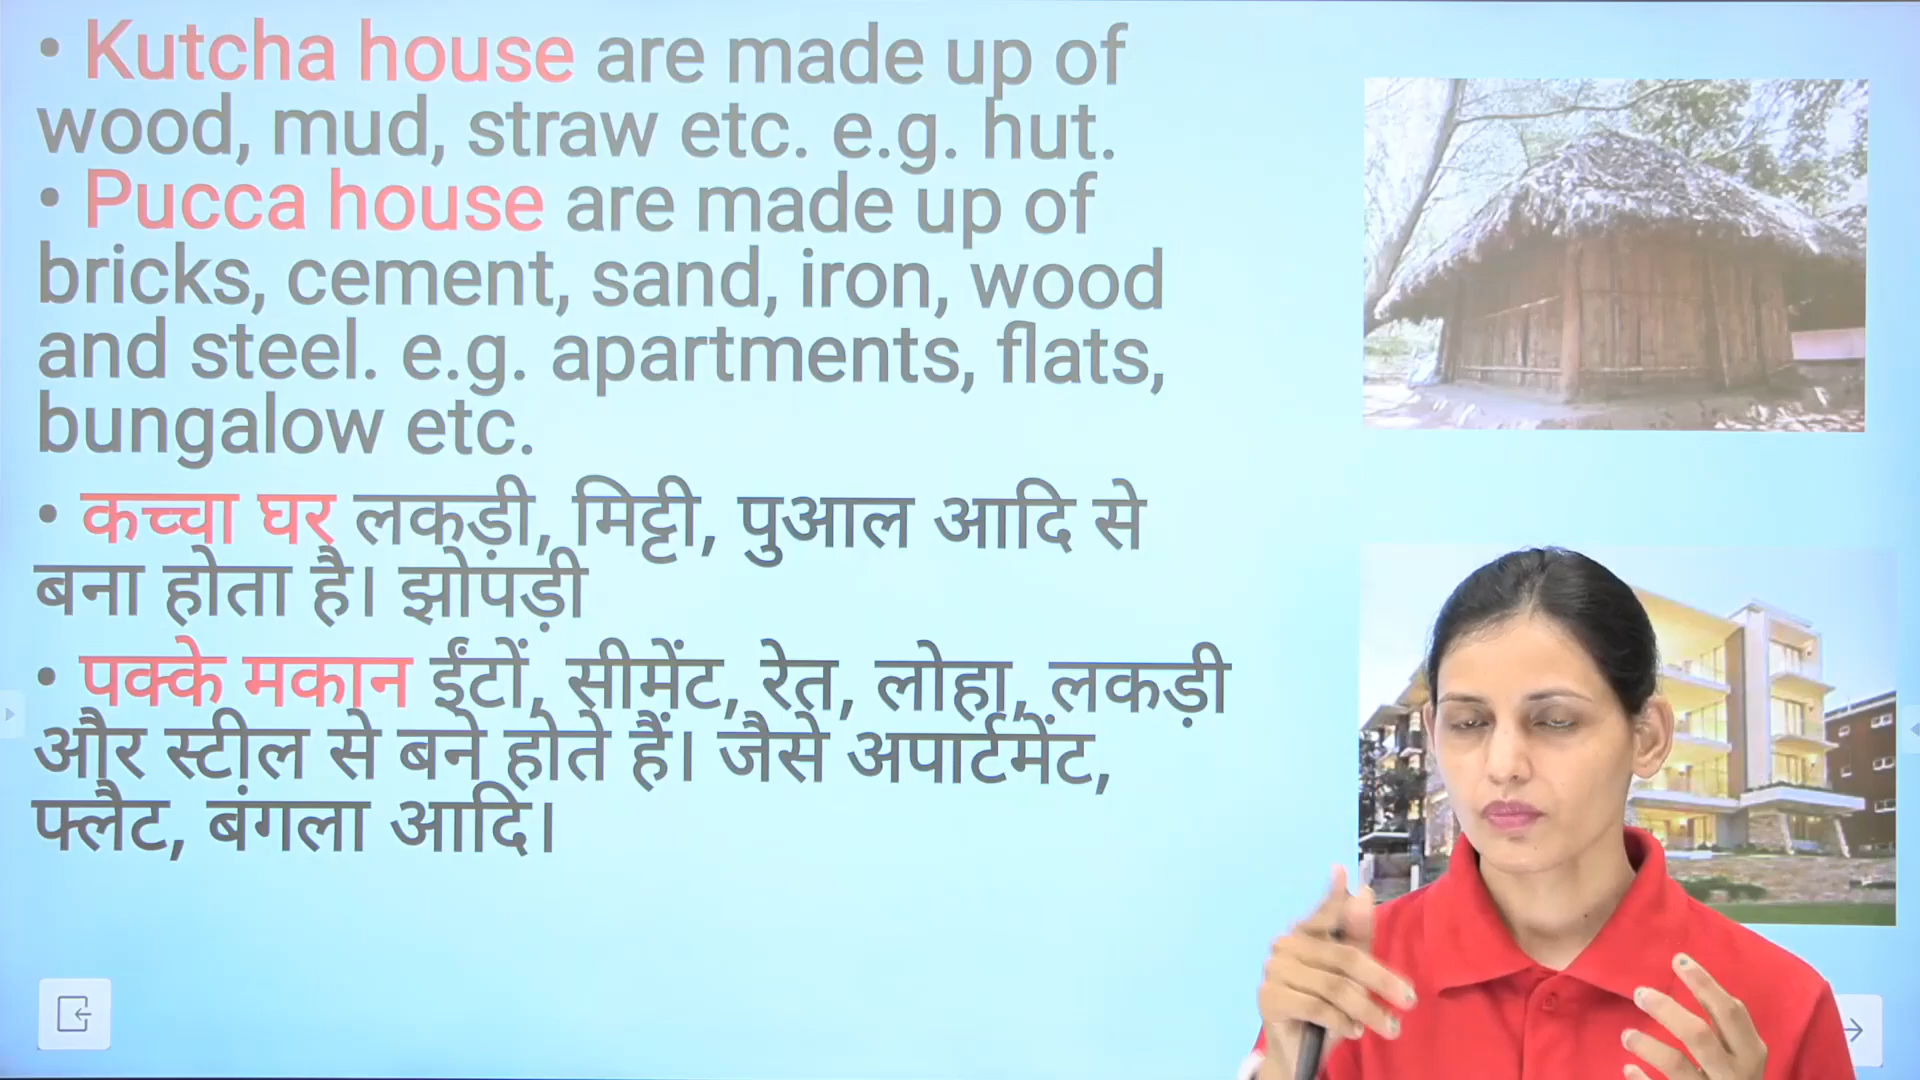 • Kutcha house are made up of
wood, mud, straw etc. e.g. hut.
• Pucca house are made up of
bricks, cement, sand, iron, wood
and steel. e.g. apartments, flats,
bungalow etc.
• कच्चा घर लकड़ी, मिट्टी, पुआल आदि से
बना होता है। झोपड़ी
• पक्के मकान ईंटों, सीमेंट, रेत, लोहा, लकड़ी
और स्टील से बने होते हैं। जैसे अपार्टमेंट,
फ्लैट, बंगला आदि।